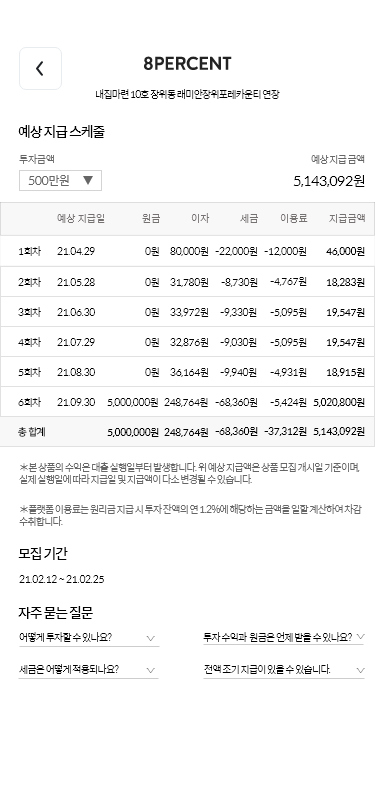 8PERCENT
내집마련 10호 장위동 래미안장위포레카운티 연장
예상 지급 스케줄
투자금액 예상 지급 금액
500만원 ▼ 5,143,092원
예상 지급일 원금 이자 세금 이용료 지급금액
1회차 21.04.29 0원 80,000원 -22,000원 -12,000원 46,000원
2회차 21.05.28 0원 31,780원 -8,730원 -4,767원 18,283원
3회차 21.06.30 0원 33,972원 -9,330원 -5,095원 19,547원
4회차 21.07.29 0원 32,876원 -9,030원 -5,095원 19,547원
5회차 21.08.30 0원 36,164원 -9,940원 -4,931원 18,915원
6회차 21.09.30 5,000,000원 248,764원 -68,360원 -5,424원 5,020,800원
총 합계 5,000,000원 248,764원 -68,360원 -37,312원 5,143,092원
＊본 상품의 수익은 대출 실행일부터 발생합니다. 위 예상 지급액은 상품 모집 개시일 기준이며,
실제 실행일에 따라 지급일 및 지급액이 다소 변경될 수 있습니다.
＊플랫폼 이용료는 원리금 지급 시 투자 잔액의 연 1.2%에 해당하는 금액을 일할 계산하여 차감
수취합니다.
모집 기간
21.02.12 ~ 21.02.25
자주 묻는 질문
어떻게 투자할 수 있나요? 투자 수익과 원금은 언제 받을 수 있나요?
세금은 어떻게 적용되나요? 전액 조기 지급이 있을 수 있습니다.